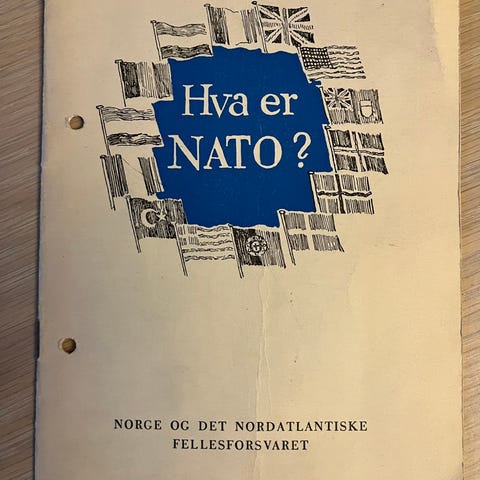 Hva er
NATO?
NORGE OG DET NORDATLANTISKE
FELLESFORSVARET